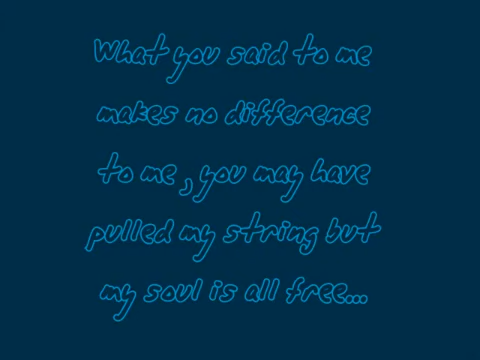 What you said to me
makes no difference
to me , you may have
pulled my string but
my soul is all free...